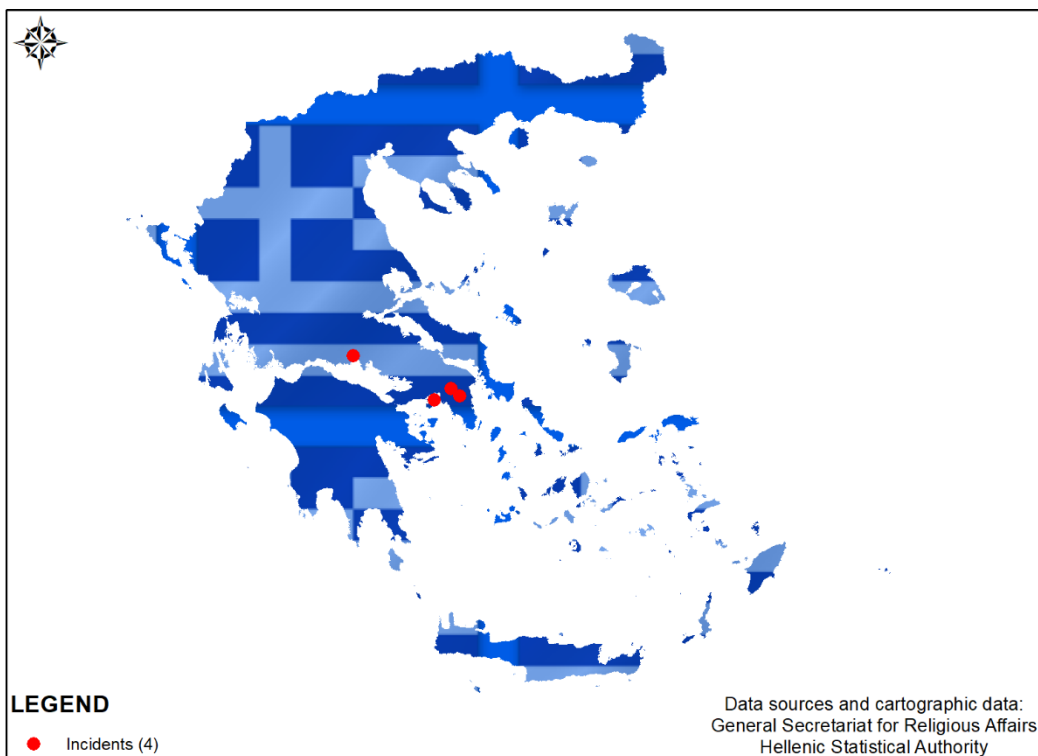 LEGEND
Incidents (4)
Data sources and cartographic data:
General Secretariat for Religious Affairs
Hellenic Statistical Authority